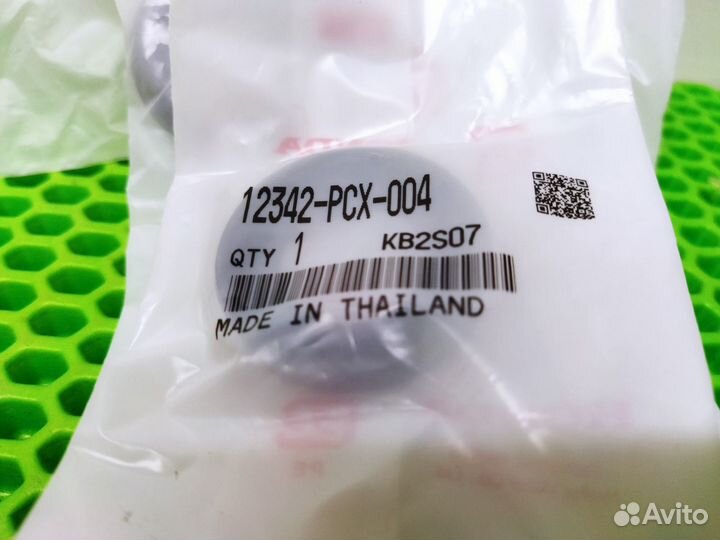 12342-PCX-004
QTY 1 KB2S07
MADE IN THAILAND
Avito